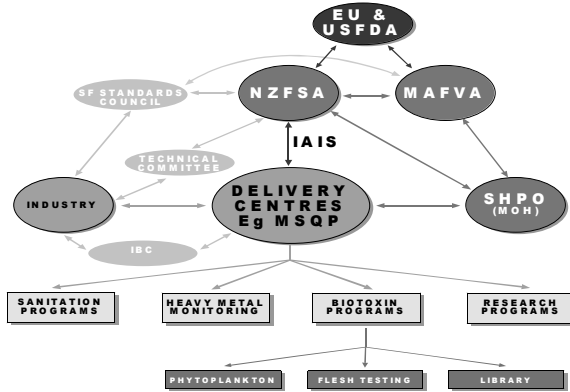 EU &
USFDA
NZFSA
MAFVA
SF STANDARDS
COUNCIL
IAIS
TECHNICAL
COMMITTEE
DELIVERY
CENTRES
Eg MSQP
INDUSTRY
SHPO
(MOH)
IBC
SANITATION
PROGRAMS
HEAVY METAL
MONITORING
BIOTOXIN
PROGRAMS
RESEARCH
PROGRAMS
PHYTOPLANKTON
FLESH TESTING
LIBRARY